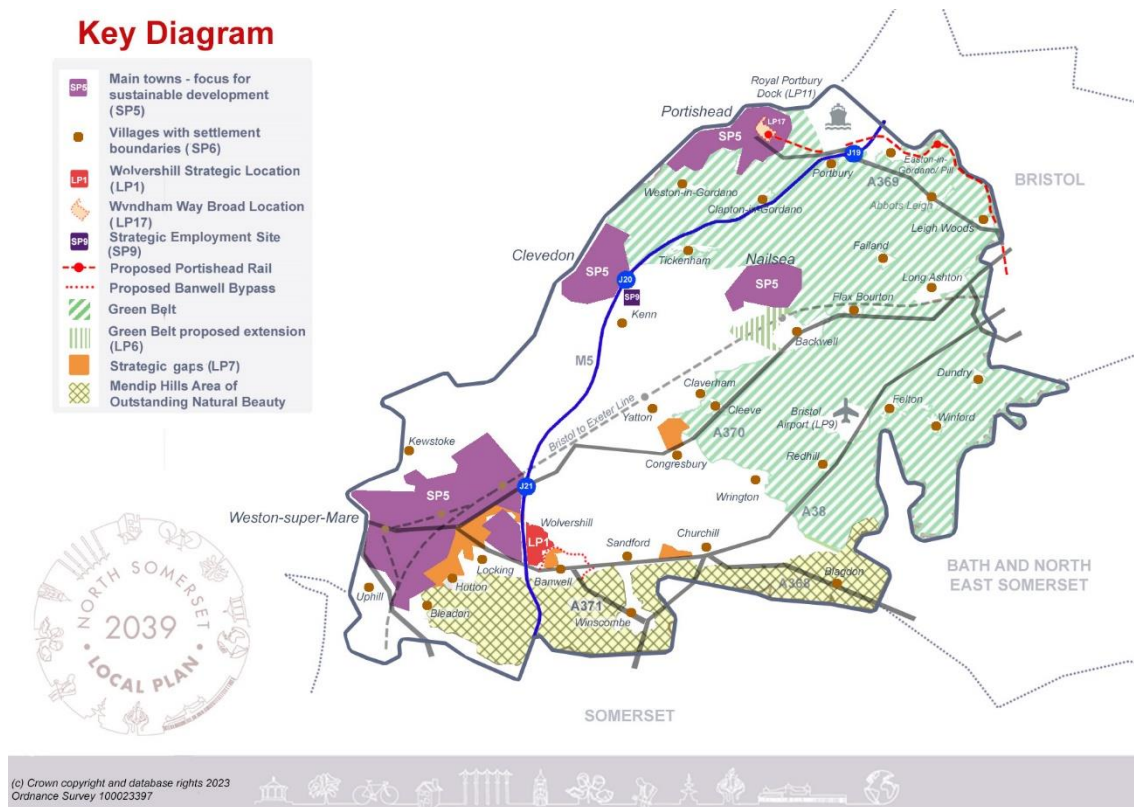 Key Diagram
SP5
Main towns - focus for
sustainable development
(SP5)
Villages with settlement
boundaries (SP6)
LP1
Wolvershill Strategic Location
(LP1)
Wyndham Way Broad Location
(LP17)
SP9
Strategic Employment Site
(SP9)
Proposed Portishead Rail
Proposed Banwell Bypass
Green Belt
Green Belt proposed extension
(LP6)
Strategic gaps (LP7)
Mendip Hills Area of
Outstanding Natural Beauty
Royal Portbury
Dock (LP11)
Portishead
LP17
SP5
J19
Portbury
Easton-in-
Gordano/ Pill
A369
BRISTOL
Weston-in-Gordano
Clapton-in-Gordano
Abbots Leigh
Leigh Woods
Clevedon
SP5
J20
Tickenham
Nailsea
SP5
Failand
Long Ashton
SP9
Kenn
Flax Bourton
Backwell
M5
Bristol to Exeter Line
Claverham
Cleeve
Yatton
A370
Bristol
Airport (LP9)
Dundry
Felton
Winford
Kewstoke
Congresbury
Redhill
J21
SP5
Wrington
A38
Weston-super-Mare
Wolvershill
LP1
Sandford
Churchill
Locking
Banwell
Hutton
Uphill
Bleadon
A371
Winscombe
A368
Blagdon
BATH AND NORTH
EAST SOMERSET
SOMERSET
NORTH SOMERSET
2039
LOCAL PLAN
(c) Crown copyright and database rights 2023
Ordnance Survey 100023397